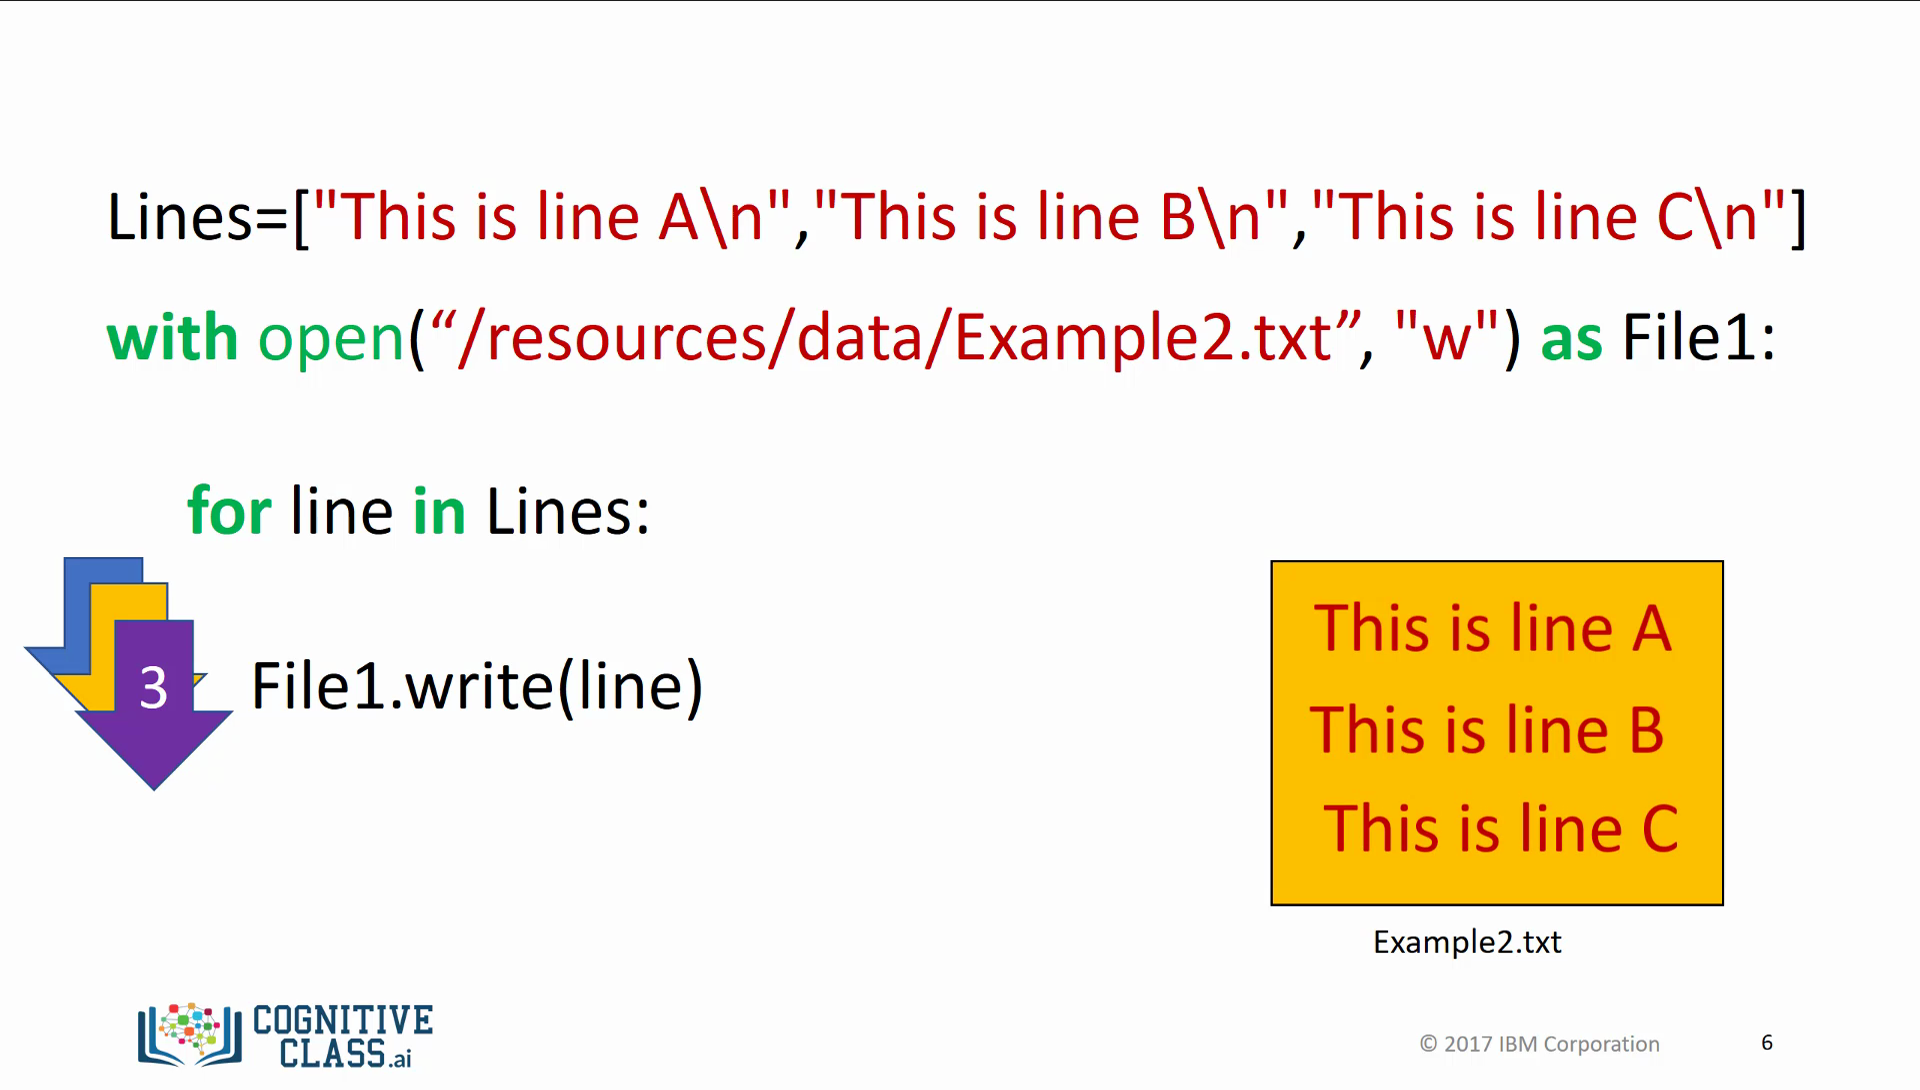 Lines=["This is line A\n","This is line B\n","This is line C\n"]
with open(“/resources/data/Example2.txt”, "w") as File1:
for line in Lines:
3
File1.write(line)
This is line A
This is line B
This is line C
Example2.txt
COGNITIVE
CLASS.ai
© 2017 IBM Corporation
6